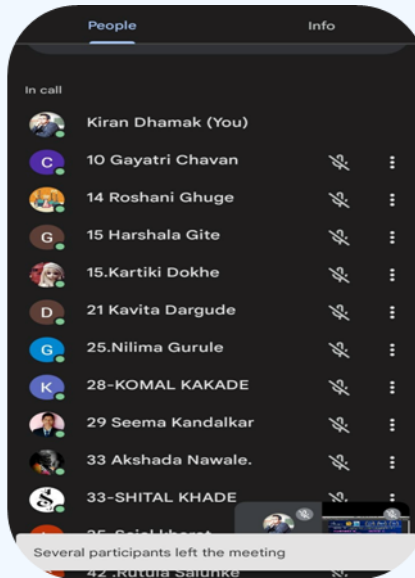 People
Info
In call
Kiran Dhamak (You)
C
10 Gayatri Chavan
14 Roshani Ghuge
G
15 Harshala Gite
15.Kartiki Dokhe
D
21 Kavita Dargude
G
25.Nilima Gurule
K
28-KOMAL KAKADE
29 Seema Kandalkar
33 Akshada Nawale.
33-SHITAL KHADE
Several participants left the meeting
42 .Rutuja Salunke